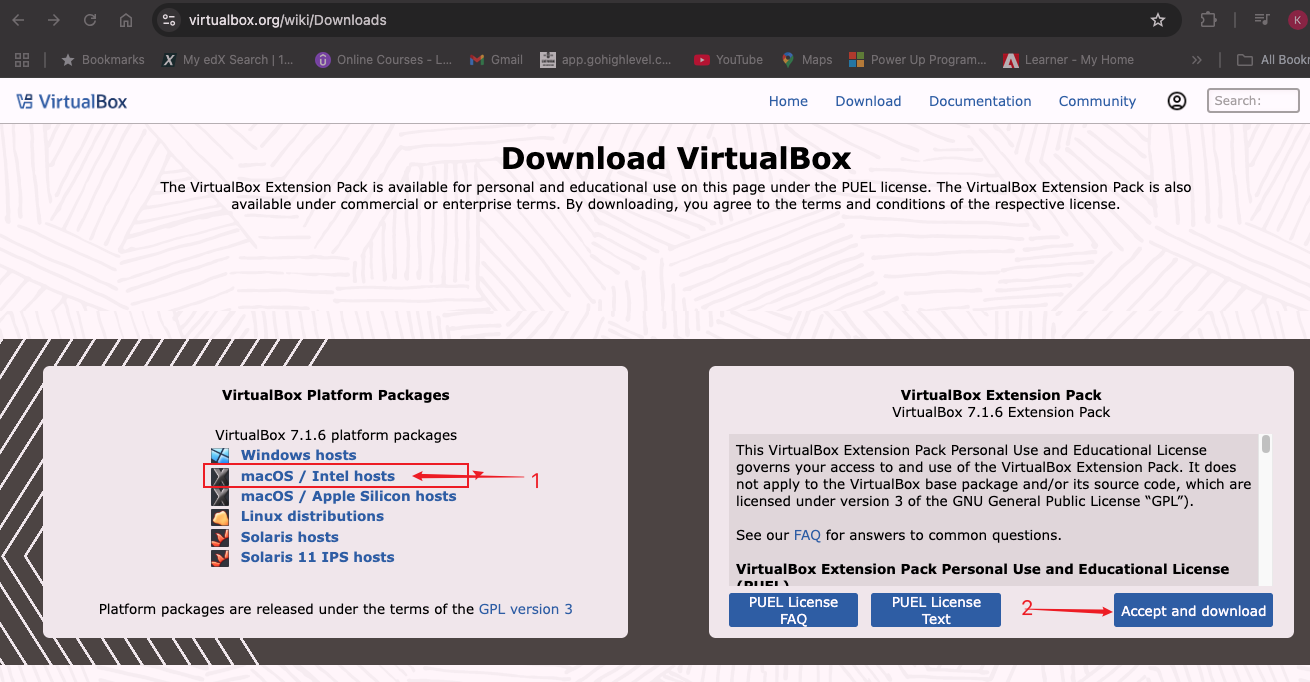 virtualbox.org/wiki/Downloads
K
Bookmarks
My edX Search | 1...
Online Courses - L...
Gmail
app.gohighlevel.c...
YouTube
Maps
Power Up Program...
Learner - My Home
»
All Book
VirtualBox
Home
Download
Documentation
Community
Search:
Download VirtualBox
The VirtualBox Extension Pack is available for personal and educational use on this page under the PUEL license. The VirtualBox Extension Pack is also
available under commercial or enterprise terms. By downloading, you agree to the terms and conditions of the respective license.
VirtualBox Platform Packages
VirtualBox 7.1.6 platform packages
Windows hosts
macOS / Intel hosts
1
macOS / Apple Silicon hosts
Linux distributions
Solaris hosts
Solaris 11 IPS hosts
Platform packages are released under the terms of the GPL version 3
VirtualBox Extension Pack
VirtualBox 7.1.6 Extension Pack
This VirtualBox Extension Pack Personal Use and Educational License
governs your access to and use of the VirtualBox Extension Pack. It does
not apply to the VirtualBox base package and/or its source code, which are
licensed under version 3 of the GNU General Public License “GPL”).
See our FAQ for answers to common questions.
VirtualBox Extension Pack Personal Use and Educational License
(PUEL)
PUEL License
FAQ
PUEL License
Text
2
Accept and download